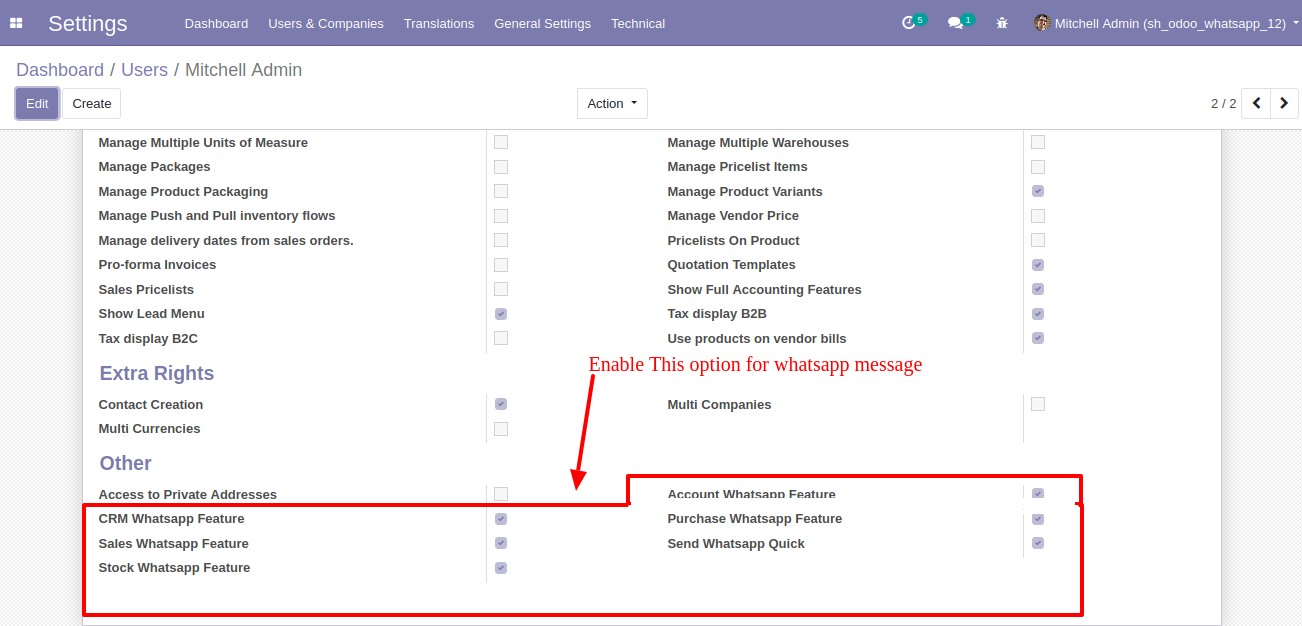 Settings Dashboard Users & Companies Translations General Settings Technical 5 1 Mitchell Admin (sh_odoo_whatsapp_12)
Dashboard / Users / Mitchell Admin
Edit Create Action 2 / 2
Manage Multiple Units of Measure Manage Multiple Warehouses
Manage Packages Manage Pricelist Items
Manage Product Packaging Manage Product Variants
Manage Push and Pull inventory flows Manage Vendor Price
Manage delivery dates from sales orders. Pricelists On Product
Pro-forma Invoices Quotation Templates
Sales Pricelists Show Full Accounting Features
Show Lead Menu Tax display B2B
Tax display B2C Use products on vendor bills
Enable This option for whatsapp message
Extra Rights
Contact Creation Multi Companies
Multi Currencies
Other
Access to Private Addresses Account Whatsapp Feature
CRM Whatsapp Feature Purchase Whatsapp Feature
Sales Whatsapp Feature Send Whatsapp Quick
Stock Whatsapp Feature